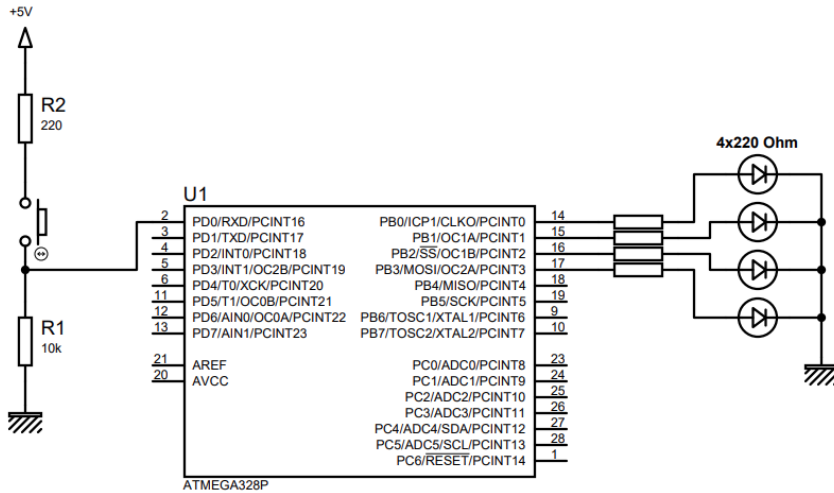 +5V
R2
220
4x220 Ohm
U1
2 PD0/RXD/PCINT16 PB0/ICP1/CLKO/PCINT0 14
3 PD1/TXD/PCINT17 PB1/OC1A/PCINT1 15
4 PD2/INT0/PCINT18 PB2/SS/OC1B/PCINT2 16
5 PD3/INT1/OC2B/PCINT19 PB3/MOSI/OC2A/PCINT3 17
6 PD4/T0/XCK/PCINT20 PB4/MISO/PCINT4 18
11 PD5/T1/OC0B/PCINT21 PB5/SCK/PCINT5 19
12 PD6/AIN0/OC0A/PCINT22 PB6/TOSC1/XTAL1/PCINT6 9
13 PD7/AIN1/PCINT23 PB7/TOSC2/XTAL2/PCINT7 10
R1
10k
21 AREF PC0/ADC0/PCINT8 23
20 AVCC PC1/ADC1/PCINT9 24
PC2/ADC2/PCINT10 25
PC3/ADC3/PCINT11 26
PC4/ADC4/SDA/PCINT12 27
PC5/ADC5/SCL/PCINT13 28
PC6/RESET/PCINT14 1
ATMEGA328P